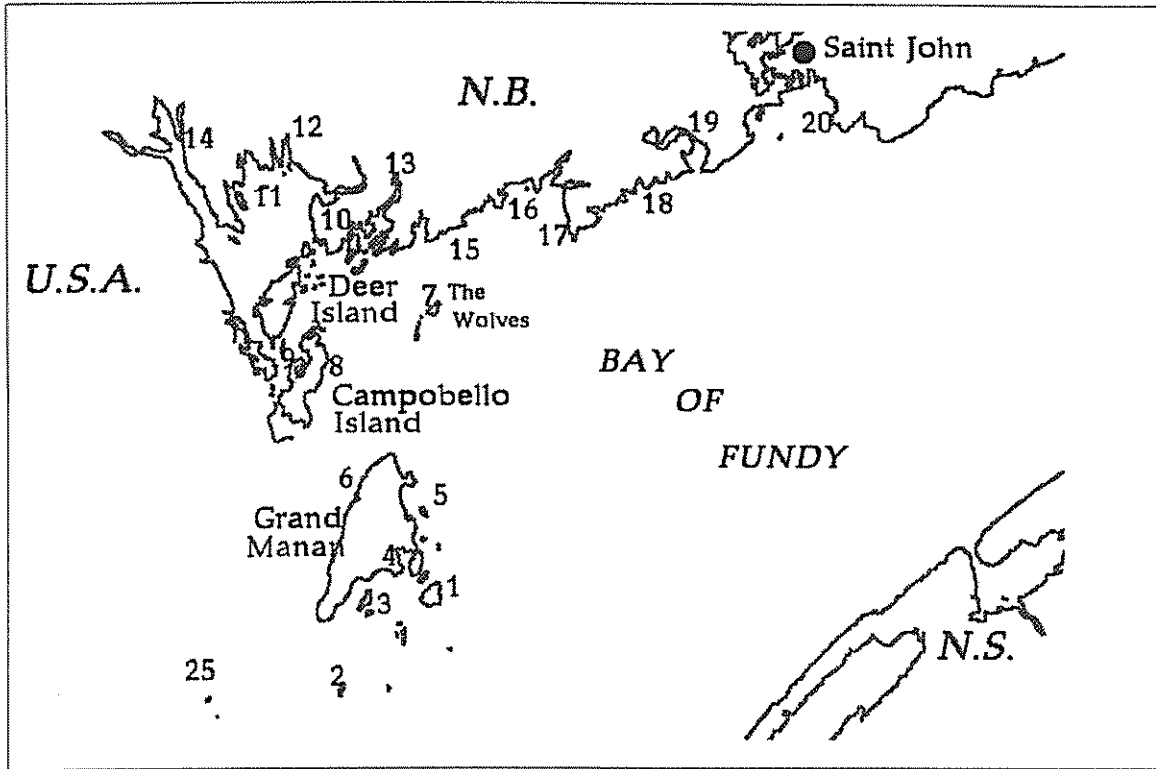 Saint John
N.B.
19
20
12
14
13
11
10
16
18
17
15
U.S.A.
Deer
Island
7 The
Wolves
9
8
BAY
OF
FUNDY
Campobello
Island
6
5
Grand
Manan
4
1
3
N.S.
25
2